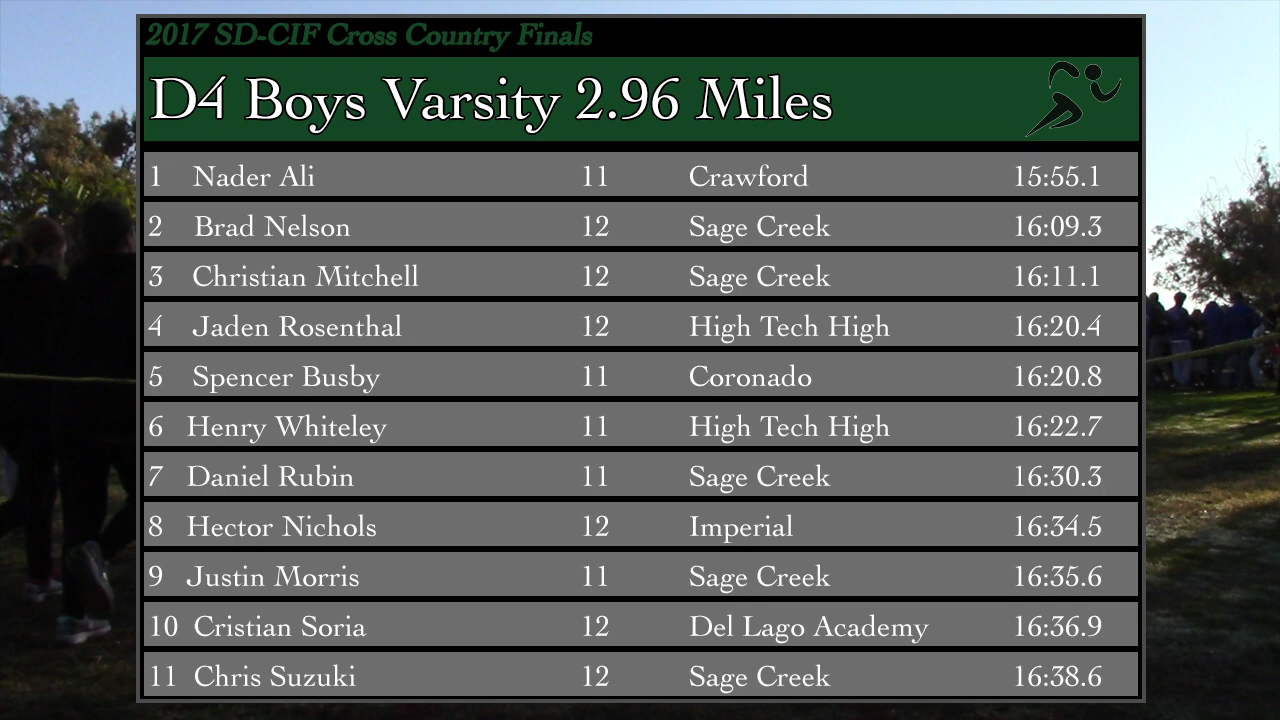 2017 SD-CIF Cross Country Finals
D4 Boys Varsity 2.96 Miles
1 Nader Ali 11 Crawford 15:55.1
2 Brad Nelson 12 Sage Creek 16:09.3
3 Christian Mitchell 12 Sage Creek 16:11.1
4 Jaden Rosenthal 12 High Tech High 16:20.4
5 Spencer Busby 11 Coronado 16:20.8
6 Henry Whiteley 11 High Tech High 16:22.7
7 Daniel Rubin 11 Sage Creek 16:30.3
8 Hector Nichols 12 Imperial 16:34.5
9 Justin Morris 11 Sage Creek 16:35.6
10 Cristian Soria 12 Del Lago Academy 16:36.9
11 Chris Suzuki 12 Sage Creek 16:38.6